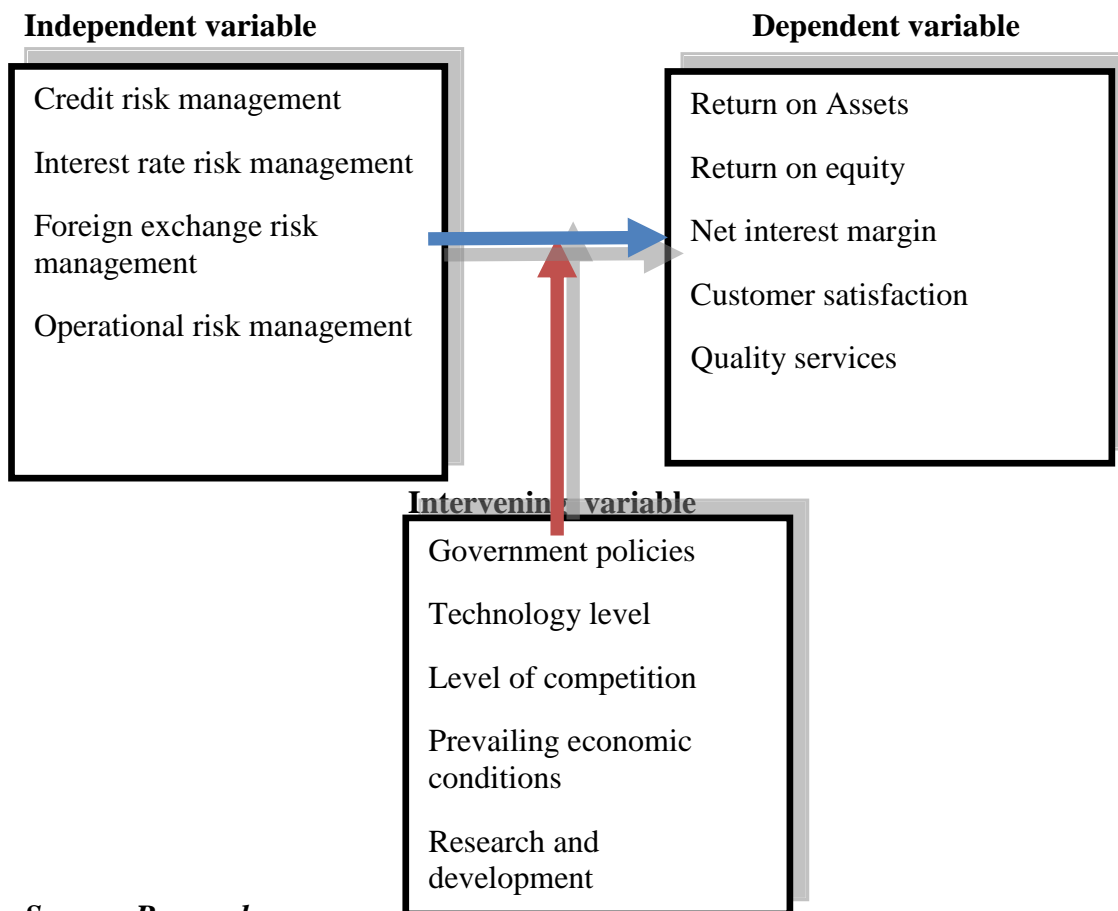 Independent variable
Dependent variable
Credit risk management
Interest rate risk management
Foreign exchange risk
management
Operational risk management
Return on Assets
Return on equity
Net interest margin
Customer satisfaction
Quality services
Intervening variable
Government policies
Technology level
Level of competition
Prevailing economic
conditions
Research and
development